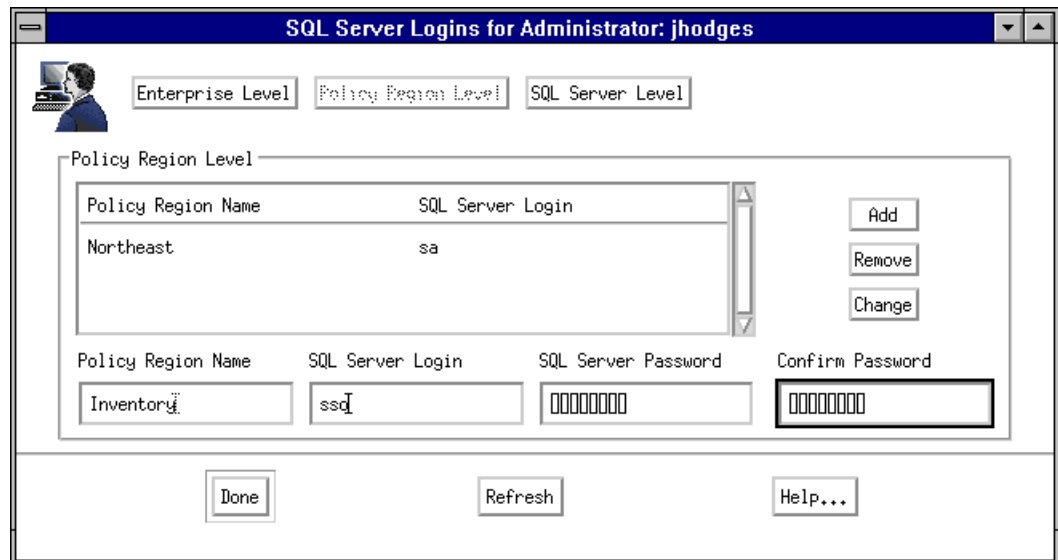 SQL Server Logins for Administrator: jhodges
Enterprise Level Policy Region Level SQL Server Level
Policy Region Level
Policy Region Name SQL Server Login
Northeast sa
Add
Remove
Change
Policy Region Name SQL Server Login SQL Server Password Confirm Password
Inventory sso
Done Refresh Help...